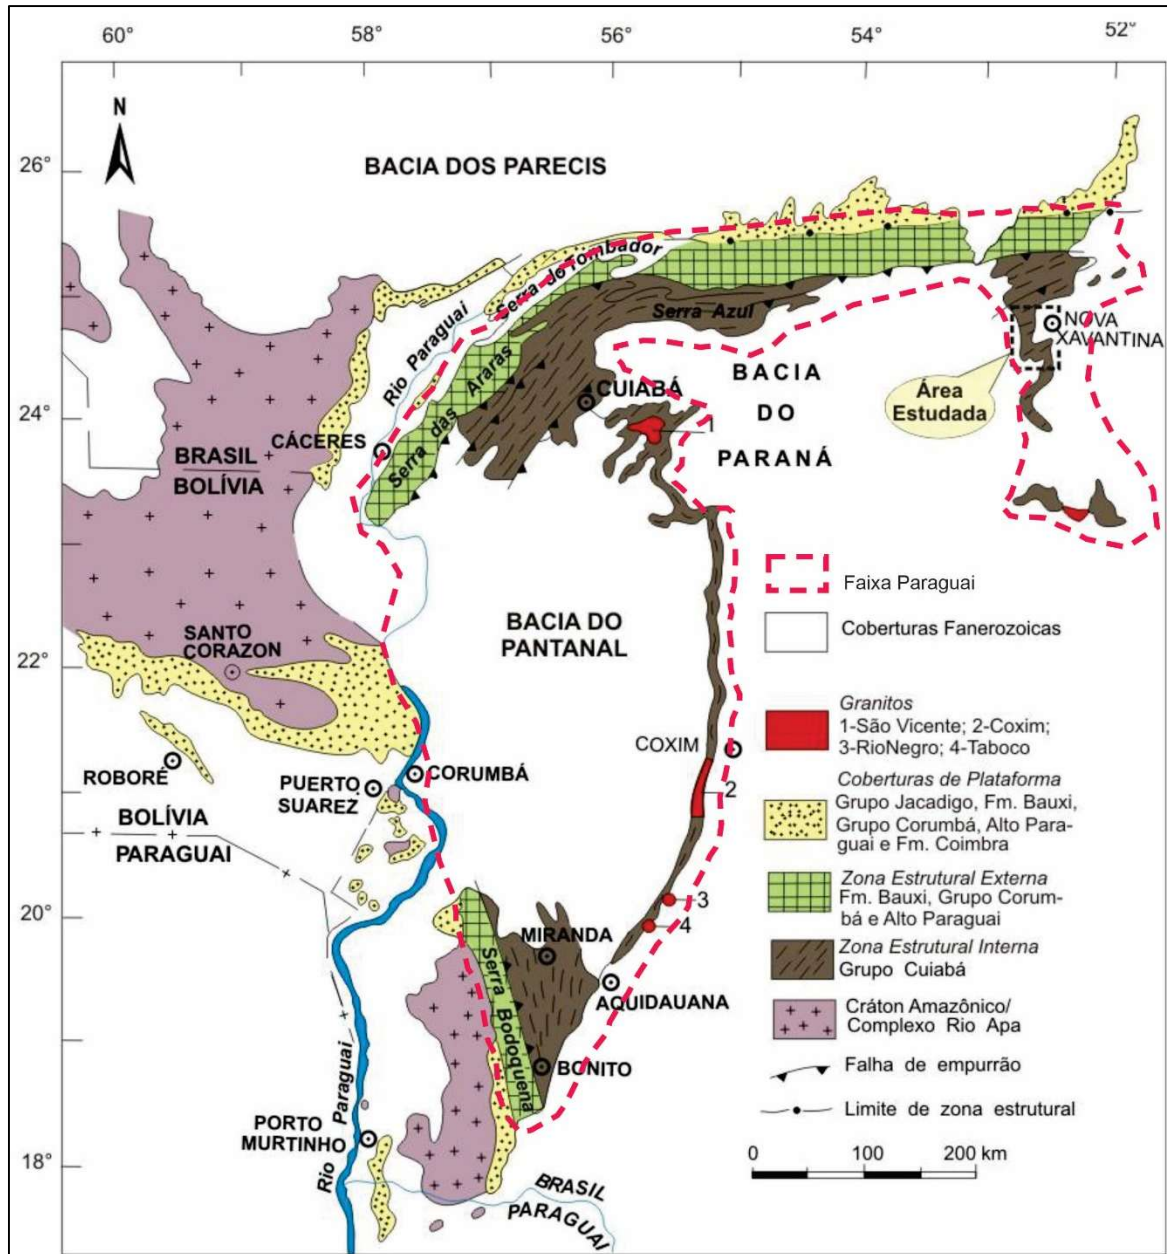 60°
58°
56°
54°
52°
N
26°
24°
22°
20°
18°
BACIA DOS PARECIS
Serra do Tombador
Serra Azul
Rio Paraguai
Serra das Araras
NOVA
XAVANTINA
Área
Estudada
BACIA
DO
PARANÁ
CUIABÁ
1
CÁCERES
BRASIL
BOLÍVIA
BACIA DO
PANTANAL
SANTO
CORAZON
ROBORÉ
PUERTO
SUAREZ
CORUMBÁ
COXIM
2
BOLÍVIA
PARAGUAI
3
4
MIRANDA
AQUIDAUANA
Serra Bodoquena
BONITO
PORTO
MURTINHO
Rio Paraguai
BRASIL
PARAGUAI
Faixa Paraguai
Coberturas Fanerozoicas
Granitos
1-São Vicente; 2-Coxim;
3-RioNegro; 4-Taboco
Coberturas de Plataforma
Grupo Jacadigo, Fm. Bauxi,
Grupo Corumbá, Alto Para-
guai e Fm. Coimbra
Zona Estrutural Externa
Fm. Bauxi, Grupo Corum-
bá e Alto Paraguai
Zona Estrutural Interna
Grupo Cuiabá
Cráton Amazônico/
Complexo Rio Apa
Falha de empurrão
Limite de zona estrutural
0 100 200 km